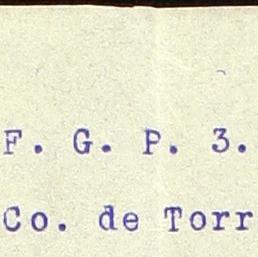 F. G. P. 3.
Co. de Torr